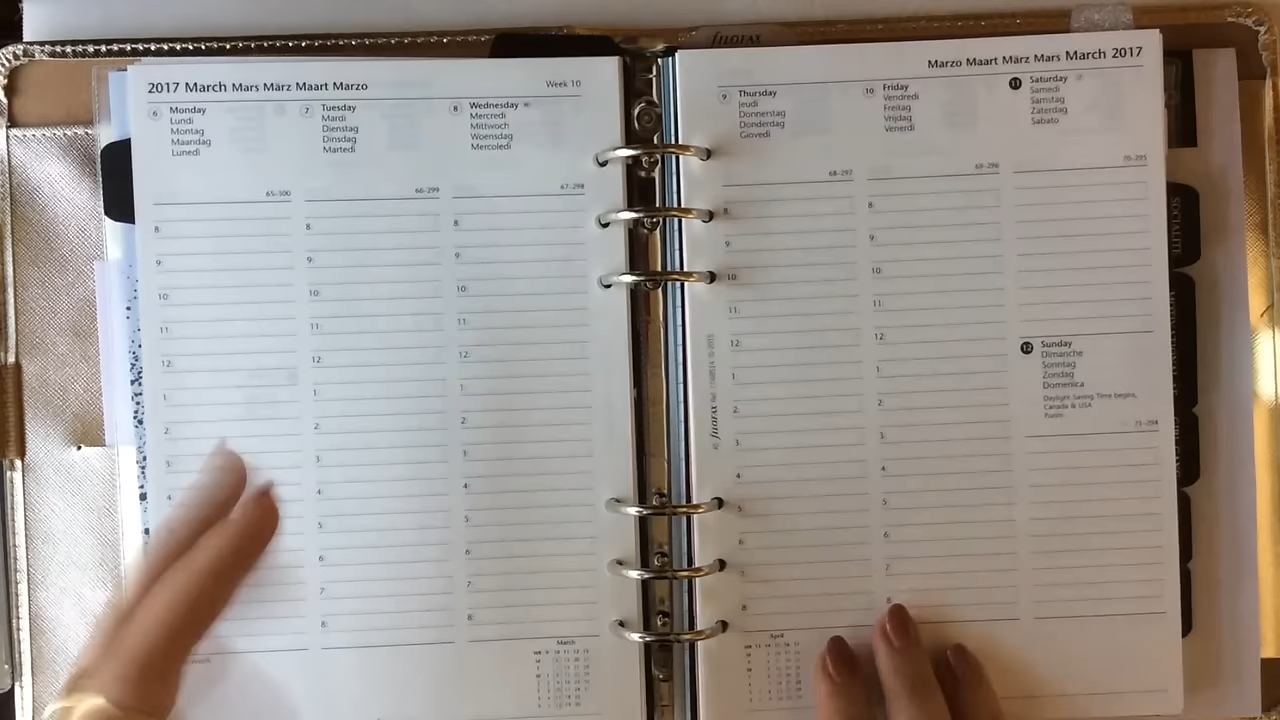 FILOFAX
2017 March Mars März Maart Marzo
Week 10
6 Monday
Lundi
Montag
Maandag
Lunedì
65-300
8:
9:
10:
11:
12:
1:
2:
3:
4
7 Tuesday
Mardi
Dienstag
Dinsdag
Martedì
66-299
8:
9:
10:
11:
12:
1:
2:
3:
4:
5:
6:
7:
8:
8 Wednesday
Mercredi
Mittwoch
Woensdag
Mercoledì
67-298
8:
9:
10:
11:
12:
1:
2:
3:
4:
5:
6:
7:
8:
March
Marzo Maart März Mars March 2017
9 Thursday
Jeudi
Donnerstag
Donderdag
Giovedì
68-297
8:
9:
10:
11:
12:
1:
2:
3:
4:
5:
6:
7:
8:
10 Friday
Vendredi
Freitag
Vrijdag
Venerdì
69-296
8:
9:
10:
11:
12:
1:
2:
3:
4:
5:
6:
7:
8:
11 Saturday
Samedi
Samstag
Zaterdag
Sabato
70-295
12 Sunday
Dimanche
Sonntag
Zondag
Domenica
Daylight Saving Time begins,
Canada & USA
Purim
71-294
April
filofax
SOCIALITE